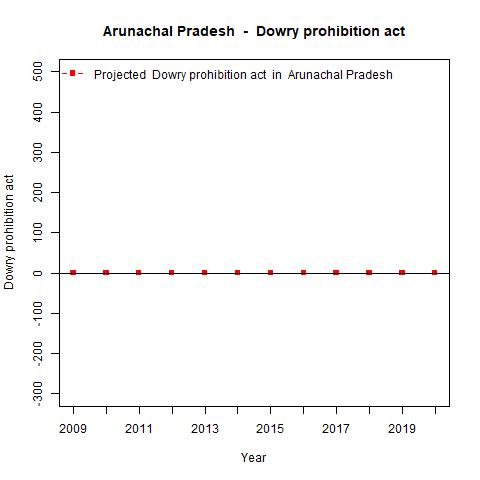 Arunachal Pradesh - Dowry prohibition act
Projected Dowry prohibition act in Arunachal Pradesh
Dowry prohibition act
500
400
300
200
100
0
-100
-200
-300
2009 2011 2013 2015 2017 2019
Year